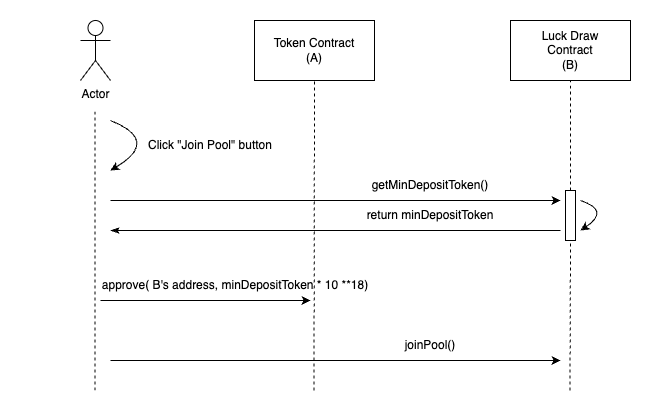 Token Contract
(A)
Luck Draw
Contract
(B)
Actor
Click "Join Pool" button
getMinDepositToken()
return minDepositToken
approve( B's address, minDepositToken * 10 **18)
joinPool()